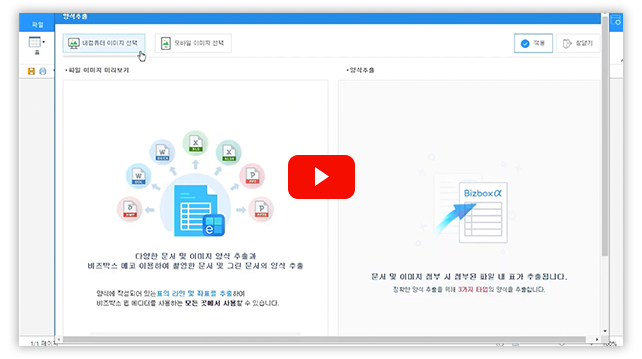 양식추출
파일
내컴퓨터 이미지 선택
모바일 이미지 선택
적용
창닫기
표
• 파일 이미지 미리보기
• 양식추출
W
DOCX
X
XLS
X
XLSX
W
DOC
P
PPT
P
HWP
P
PPTX
e
Bizbox α
다양한 문서 및 이미지 양식 추출과
비즈박스 에코 이용하여 촬영한 문서 및 그린 문서의 양식 추출
양식에 작성되어 있는 표의 라인 및 좌표를 추출하여
비즈박스 웹 에디터를 사용하는 모든 곳에서 사용할 수 있습니다.
문서 및 이미지 첨부 시 첨부된 파일 내 표가 추출됩니다.
정확한 양식 추출을 위해 3가지 타입의 양식을 추출합니다.
1/1 페이지
100%